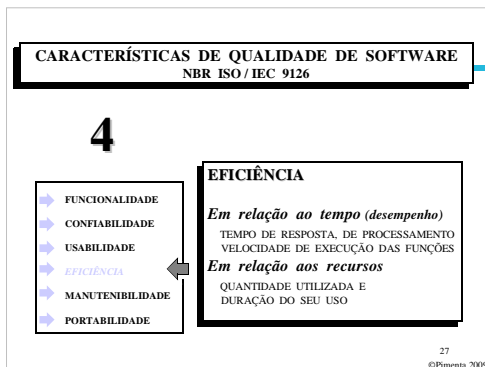 CARACTERÍSTICAS DE QUALIDADE DE SOFTWARE
NBR ISO / IEC 9126
4
FUNCIONALIDADE
CONFIABILIDADE
USABILIDADE
EFICIÊNCIA
MANUTENIBILIDADE
PORTABILIDADE
EFICIÊNCIA
Em relação ao tempo (desempenho)
TEMPO DE RESPOSTA, DE PROCESSAMENTO
VELOCIDADE DE EXECUÇÃO DAS FUNÇÕES
Em relação aos recursos
QUANTIDADE UTILIZADA E
DURAÇÃO DO SEU USO
27
©Pimenta 2009